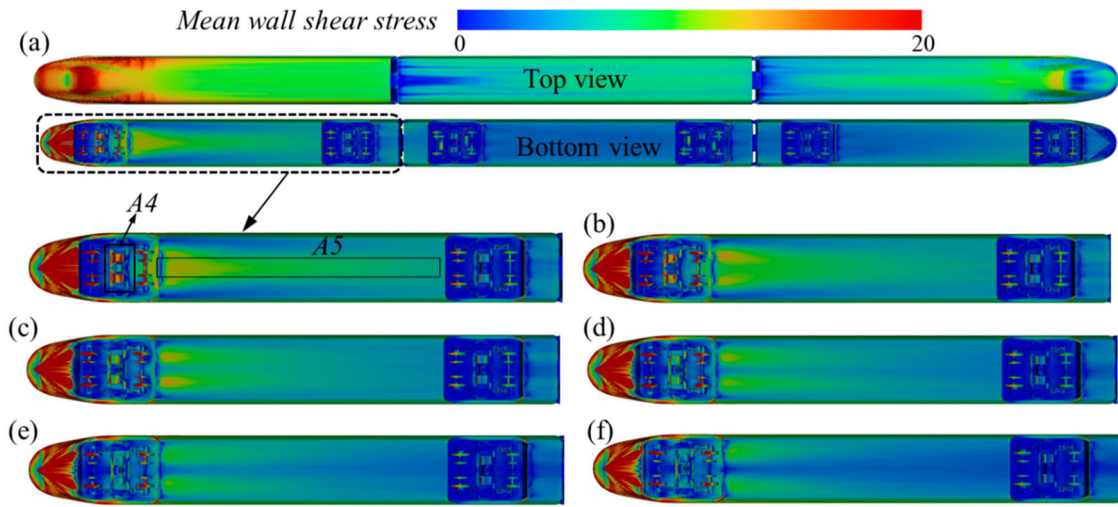 Mean wall shear stress
0
20
(a)
Top view
Bottom view
A4
A5
(b)
(c)
(d)
(e)
(f)